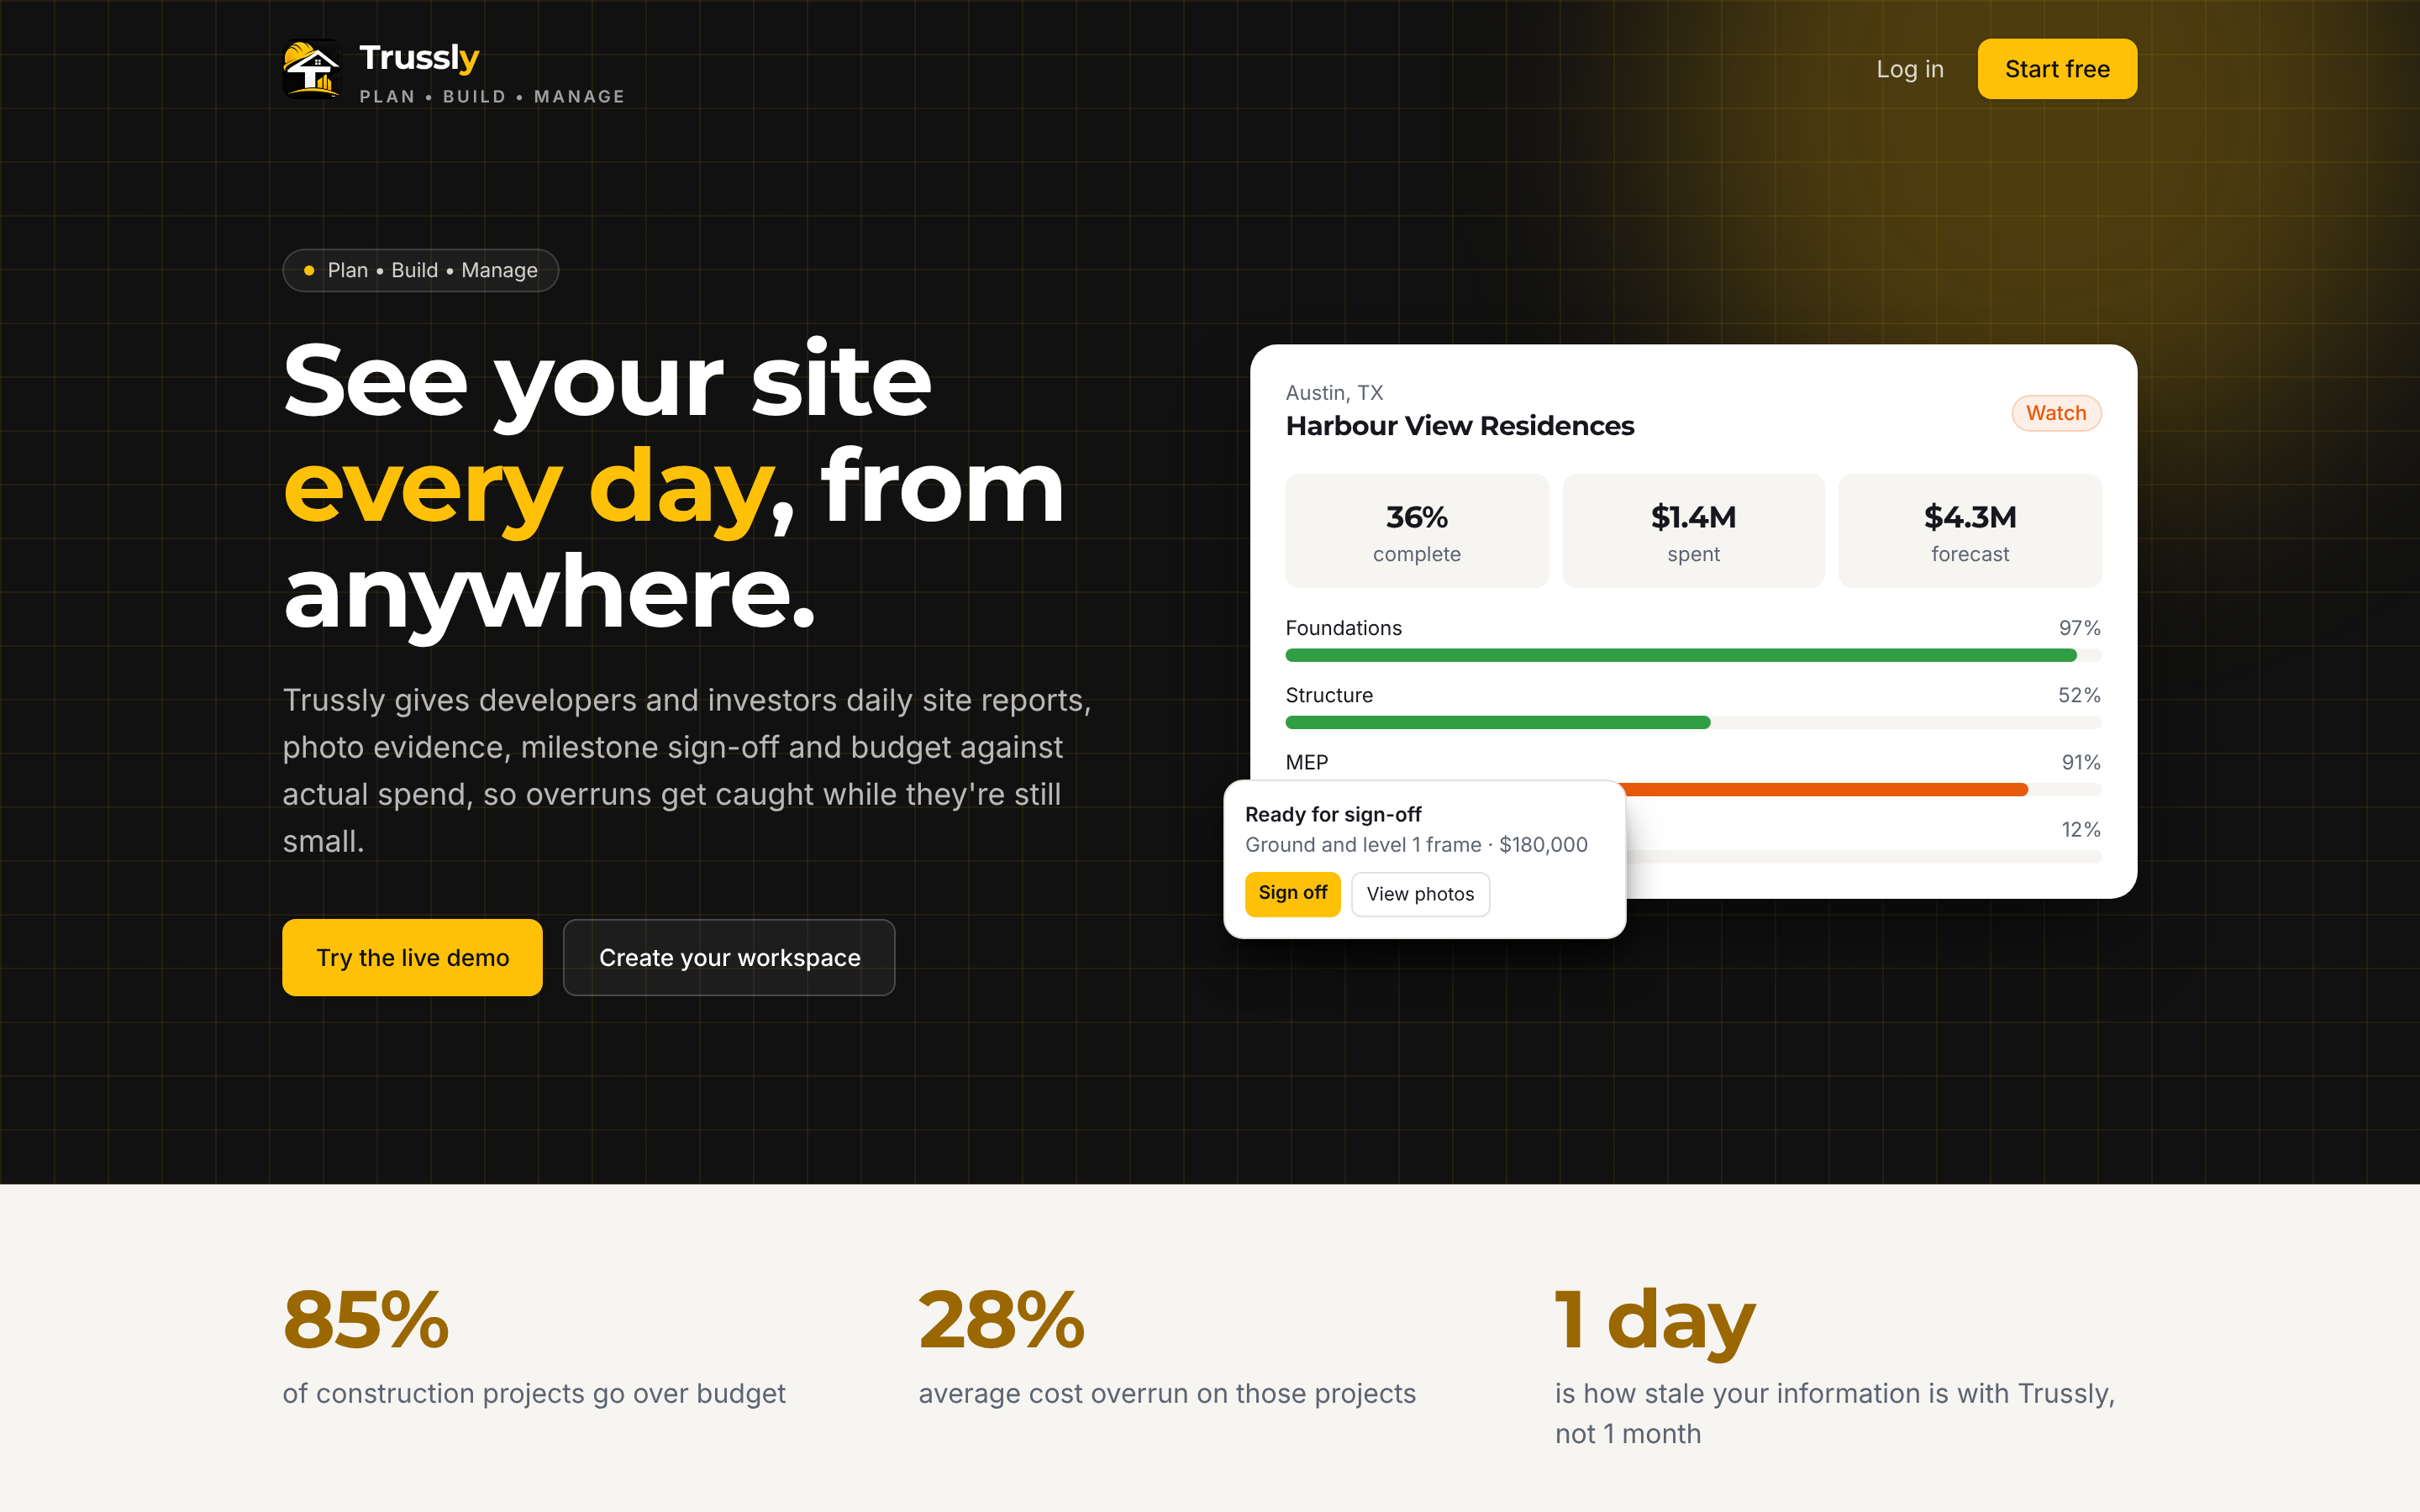 Trussly
PLAN • BUILD • MANAGE
Log in
Start free
Plan • Build • Manage
See your site
every day, from
anywhere.
Trussly gives developers and investors daily site reports,
photo evidence, milestone sign-off and budget against
actual spend, so overruns get caught while they're still
small.
Try the live demo
Create your workspace
Austin, TX
Harbour View Residences
Watch
36%
complete
$1.4M
spent
$4.3M
forecast
Foundations
97%
Structure
52%
MEP
91%
12%
Ready for sign-off
Ground and level 1 frame · $180,000
Sign off
View photos
85%
of construction projects go over budget
28%
average cost overrun on those projects
1 day
is how stale your information is with Trussly,
not 1 month